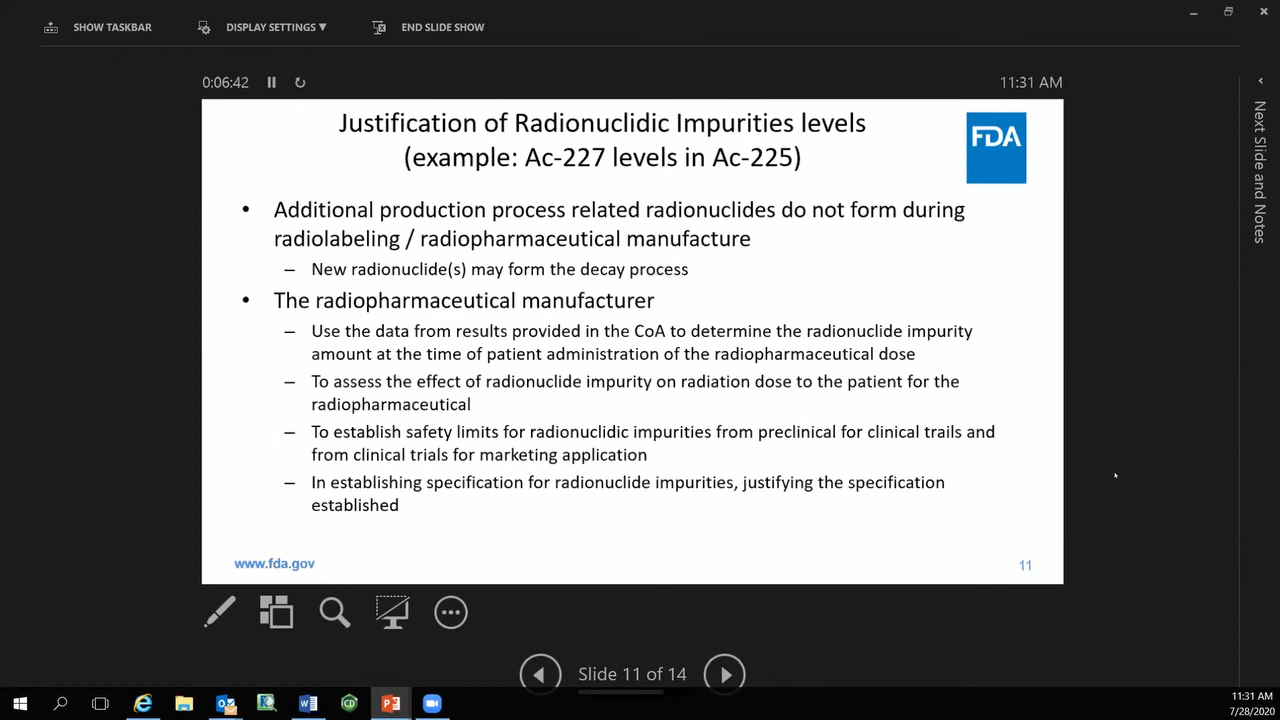 SHOW TASKBAR
DISPLAY SETTINGS ▼
END SLIDE SHOW
0:06:42
11:31 AM
Justification of Radionuclidic Impurities levels
(example: Ac-227 levels in Ac-225)
FDA
• Additional production process related radionuclides do not form during
radiolabeling / radiopharmaceutical manufacture
– New radionuclide(s) may form the decay process
• The radiopharmaceutical manufacturer
– Use the data from results provided in the CoA to determine the radionuclide impurity
amount at the time of patient administration of the radiopharmaceutical dose
– To assess the effect of radionuclide impurity on radiation dose to the patient for the
radiopharmaceutical
– To establish safety limits for radionuclidic impurities from preclinical for clinical trails and
from clinical trials for marketing application
– In establishing specification for radionuclide impurities, justifying the specification
established
www.fda.gov
11
Next Slide and Notes
Slide 11 of 14
11:31 AM
7/28/2020